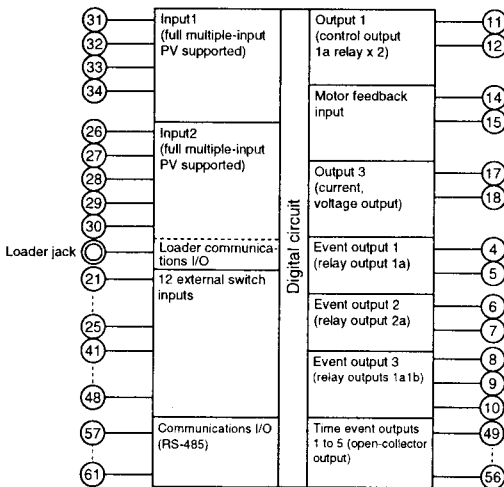 31
Input1
(full multiple-input
PV supported)
32
33
34
26
Input2
(full multiple-input
PV supported)
27
28
29
30
Loader jack
Loader communica-
tions I/O
21
12 external switch
inputs
25
41
48
57
Communications I/O
(RS-485)
61
Digital circuit
Output 1
(control output
1a relay x 2)
11
12
Motor feedback
input
14
15
Output 3
(current,
voltage output)
17
18
Event output 1
(relay output 1a)
4
5
Event output 2
(relay output 2a)
6
7
Event output 3
(relay outputs 1a1b)
8
9
10
Time event outputs
1 to 5 (open-collector
output)
49
56